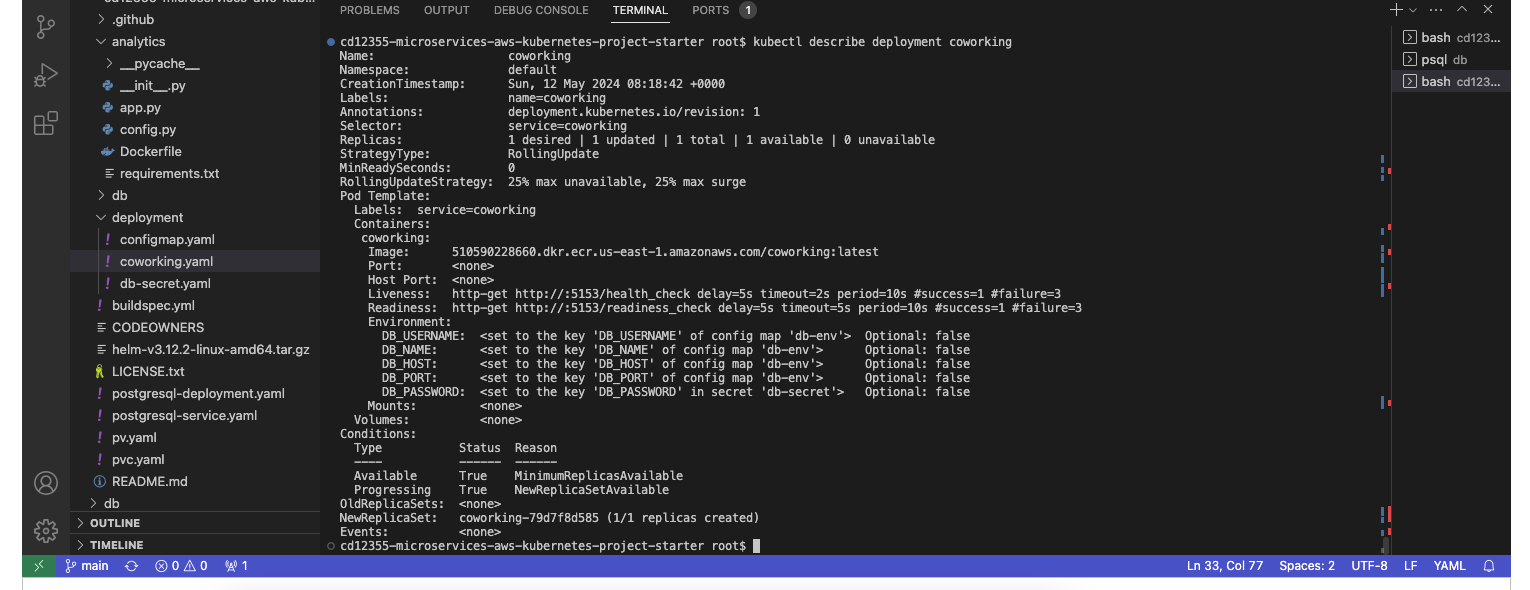 PROBLEMS OUTPUT DEBUG CONSOLE TERMINAL PORTS 1
.github
analytics
__pycache__
__init__.py
app.py
config.py
Dockerfile
requirements.txt
db
deployment
configmap.yaml
coworking.yaml
db-secret.yaml
buildspec.yml
CODEOWNERS
helm-v3.12.2-linux-amd64.tar.gz
LICENSE.txt
postgresql-deployment.yaml
postgresql-service.yaml
pv.yaml
pvc.yaml
README.md
db
OUTLINE
TIMELINE
cd12355-microservices-aws-kubernetes-project-starter root$ kubectl describe deployment coworking
Name: coworking
Namespace: default
CreationTimestamp: Sun, 12 May 2024 08:18:42 +0000
Labels: name=coworking
Annotations: deployment.kubernetes.io/revision: 1
Selector: service=coworking
Replicas: 1 desired | 1 updated | 1 total | 1 available | 0 unavailable
StrategyType: RollingUpdate
MinReadySeconds: 0
RollingUpdateStrategy: 25% max unavailable, 25% max surge
Pod Template:
Labels: service=coworking
Containers:
coworking:
Image: 510590228660.dkr.ecr.us-east-1.amazonaws.com/coworking:latest
Port: <none>
Host Port: <none>
Liveness: http-get http://:5153/health_check delay=5s timeout=2s period=10s #success=1 #failure=3
Readiness: http-get http://:5153/readiness_check delay=5s timeout=5s period=10s #success=1 #failure=3
Environment:
DB_USERNAME: <set to the key 'DB_USERNAME' of config map 'db-env'> Optional: false
DB_NAME: <set to the key 'DB_NAME' of config map 'db-env'> Optional: false
DB_HOST: <set to the key 'DB_HOST' of config map 'db-env'> Optional: false
DB_PORT: <set to the key 'DB_PORT' of config map 'db-env'> Optional: false
DB_PASSWORD: <set to the key 'DB_PASSWORD' in secret 'db-secret'> Optional: false
Mounts: <none>
Volumes: <none>
Conditions:
Type Status Reason
---- ------ ------
Available True MinimumReplicasAvailable
Progressing True NewReplicaSetAvailable
OldReplicaSets: <none>
NewReplicaSet: coworking-79d7f8d585 (1/1 replicas created)
Events: <none>
cd12355-microservices-aws-kubernetes-project-starter root$
bash cd123...
psql db
bash cd123...
main 0 0 1 Ln 33, Col 77 Spaces: 2 UTF-8 LF YAML